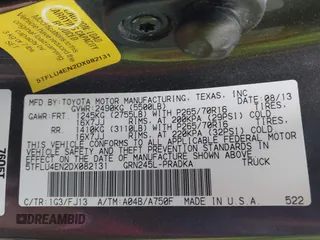 5TFLU4EN2DX082131
MFD. BY: TOYOTA MOTOR MANUFACTURING, TEXAS, INC.
GVWR: 2490KG (5500LB) DATE: 08/13
GAWR: FRT. 1245KG (2755LB) WITH P265/70R16 TIRES,
16X7JJ RIMS, AT 200KPA (29PSI) COLD
RR. 1410KG (3110LB) WITH P265/70R16 TIRES,
16X7JJ RIMS, AT 220KPA (32PSI) COLD
THIS VEHICLE CONFORMS TO ALL APPLICABLE FEDERAL MOTOR
VEHICLE SAFETY AND THEFT PREVENTION STANDARDS IN
EFFECT ON THE DATE OF MANUFACTURE SHOWN ABOVE.
5TFLU4EN2DX082131 TRUCK
GRN245L-PRADKA
C/TR: 1G3/FJ13 A/TM: A04B/A750F MADE IN U.S.A. 522
DREAMBID